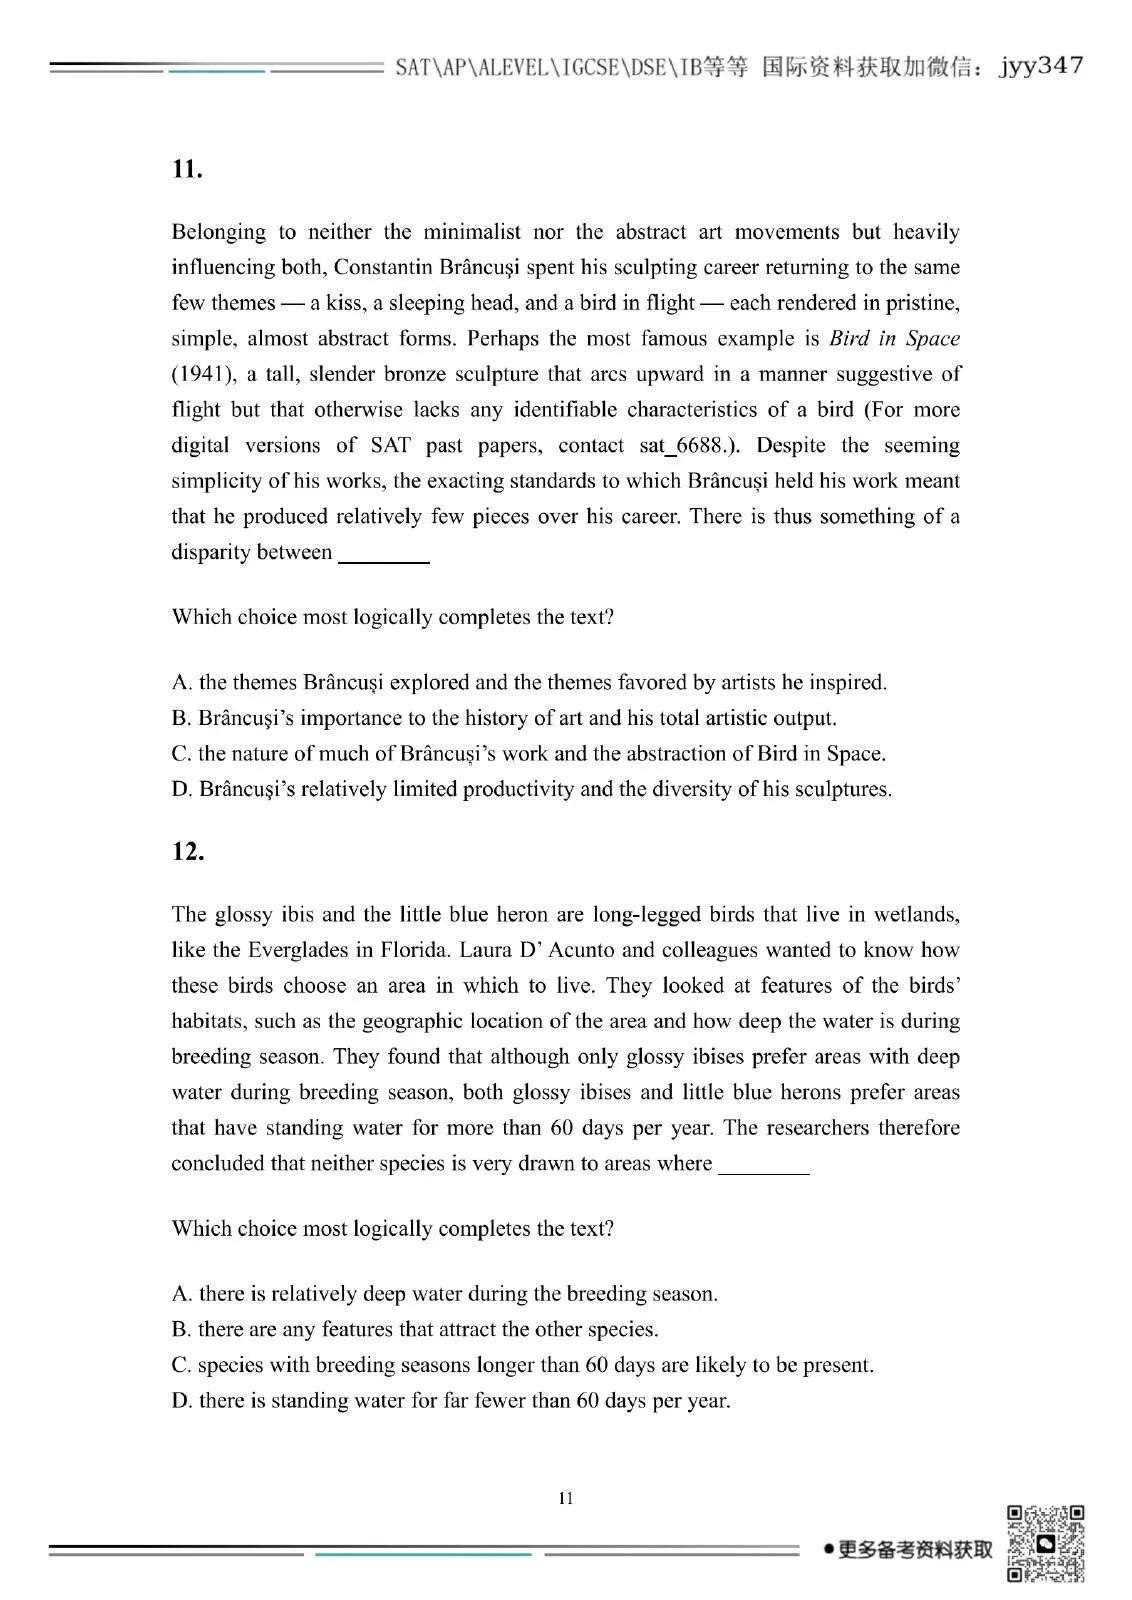 SAT\AP\ALEVEL\IGCSE\DSE\IB等等 国际资料获取加微信：jyy347
11.
Belonging to neither the minimalist nor the abstract art movements but heavily
influencing both, Constantin Brâncuşi spent his sculpting career returning to the same
few themes — a kiss, a sleeping head, and a bird in flight — each rendered in pristine,
simple, almost abstract forms. Perhaps the most famous example is Bird in Space
(1941), a tall, slender bronze sculpture that arcs upward in a manner suggestive of
flight but that otherwise lacks any identifiable characteristics of a bird (For more
digital versions of SAT past papers, contact sat_6688.). Despite the seeming
simplicity of his works, the exacting standards to which Brâncuşi held his work meant
that he produced relatively few pieces over his career. There is thus something of a
disparity between ________
Which choice most logically completes the text?
A. the themes Brâncuşi explored and the themes favored by artists he inspired.
B. Brâncuşi’s importance to the history of art and his total artistic output.
C. the nature of much of Brâncuşi’s work and the abstraction of Bird in Space.
D. Brâncuşi’s relatively limited productivity and the diversity of his sculptures.
12.
The glossy ibis and the little blue heron are long-legged birds that live in wetlands,
like the Everglades in Florida. Laura D’ Acunto and colleagues wanted to know how
these birds choose an area in which to live. They looked at features of the birds’
habitats, such as the geographic location of the area and how deep the water is during
breeding season. They found that although only glossy ibises prefer areas with deep
water during breeding season, both glossy ibises and little blue herons prefer areas
that have standing water for more than 60 days per year. The researchers therefore
concluded that neither species is very drawn to areas where ________
Which choice most logically completes the text?
A. there is relatively deep water during the breeding season.
B. there are any features that attract the other species.
C. species with breeding seasons longer than 60 days are likely to be present.
D. there is standing water for far fewer than 60 days per year.
11
●更多备考资料获取